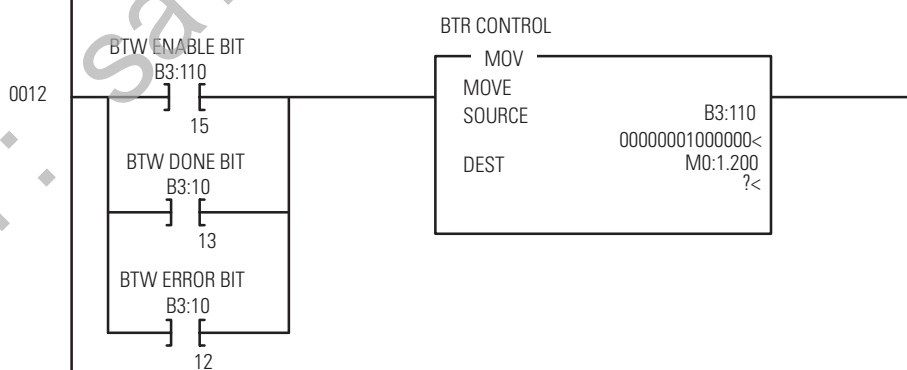 BTR CONTROL
BTW ENABLE BIT
B3:110
MOV
0012
MOVE
SOURCE B3:110
15
00000001000000<
BTW DONE BIT
DEST M0:1.200
B3:10
?<
13
BTW ERROR BIT
B3:10
12